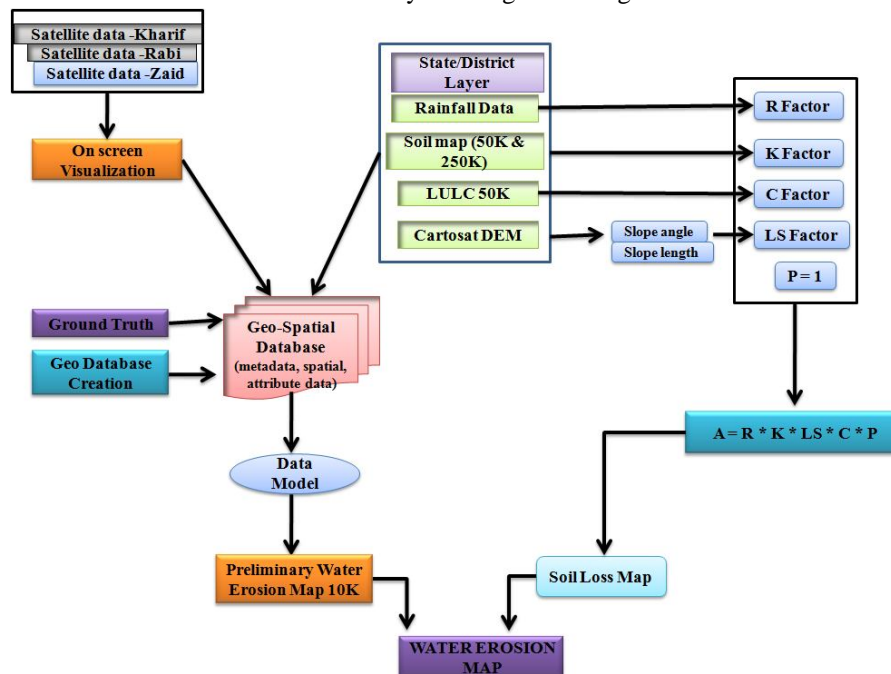 Satellite data -Kharif
Satellite data -Rabi
Satellite data -Zaid
On screen
Visualization
State/District
Layer
Rainfall Data
Soil map (50K &
250K)
LULC 50K
Cartosat DEM
Slope angle
Slope length
R Factor
K Factor
C Factor
LS Factor
P = 1
Ground Truth
Geo Database
Creation
Geo-Spatial
Database
(metadata, spatial,
attribute data)
A = R * K * LS * C * P
Data
Model
Preliminary Water
Erosion Map 10K
Soil Loss Map
WATER EROSION
MAP